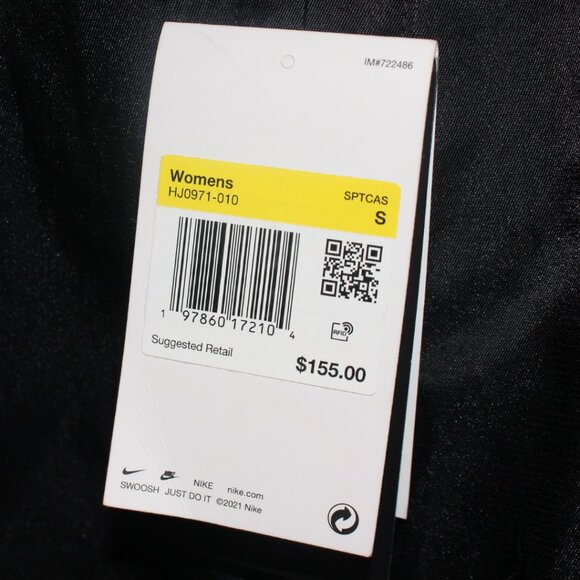 IM#722486
Womens
HJ0971-010
SPTCAS
S
1 97860 17210 4
RFID
Suggested Retail
$155.00
NIKE nike.com
SWOOSH JUST DO IT ©2021 Nike